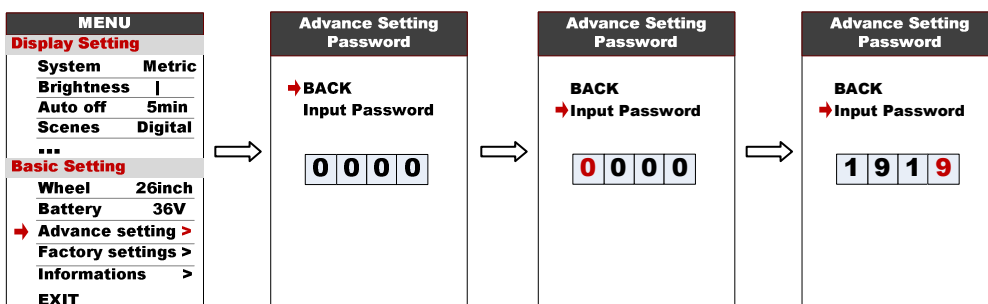 MENU
Display Setting
System Metric
Brightness |
Auto off 5min
Scenes Digital
...
Basic Setting
Wheel 26inch
Battery 36V
Advance setting >
Factory settings >
Informations >
EXIT
Advance Setting
Password
BACK
Input Password
0 0 0 0
Advance Setting
Password
BACK
Input Password
0 0 0 0
Advance Setting
Password
BACK
Input Password
1 9 1 9